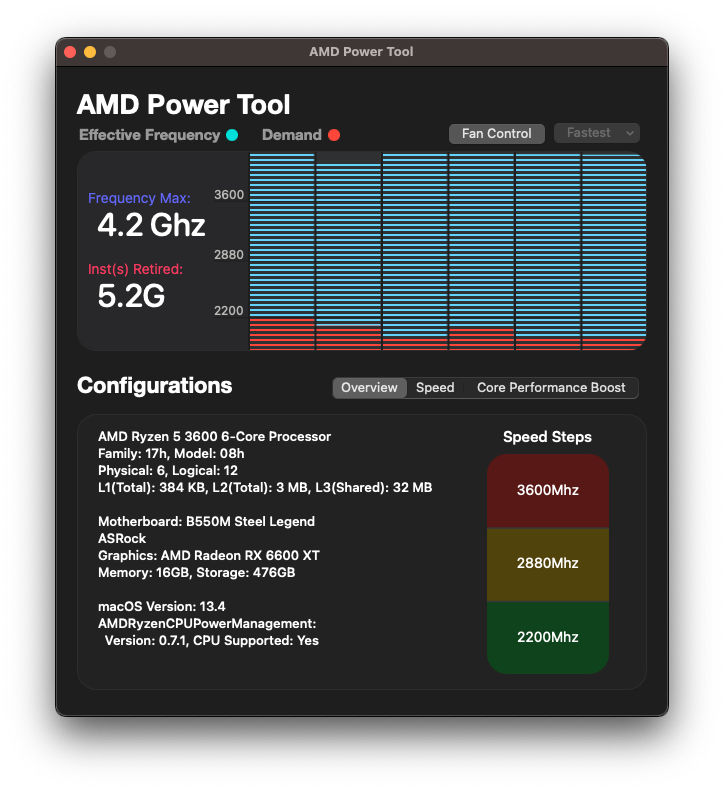 AMD Power Tool
AMD Power Tool
Effective Frequency Demand Fan Control Fastest
Frequency Max:
4.2 Ghz
Inst(s) Retired:
5.2G
3600
2880
2200
Configurations Overview Speed Core Performance Boost
AMD Ryzen 5 3600 6-Core Processor
Family: 17h, Model: 08h
Physical: 6, Logical: 12
L1(Total): 384 KB, L2(Total): 3 MB, L3(Shared): 32 MB
Motherboard: B550M Steel Legend
ASRock
Graphics: AMD Radeon RX 6600 XT
Memory: 16GB, Storage: 476GB
macOS Version: 13.4
AMDRyzenCPUPowerManagement:
Version: 0.7.1, CPU Supported: Yes
Speed Steps
3600Mhz
2880Mhz
2200Mhz